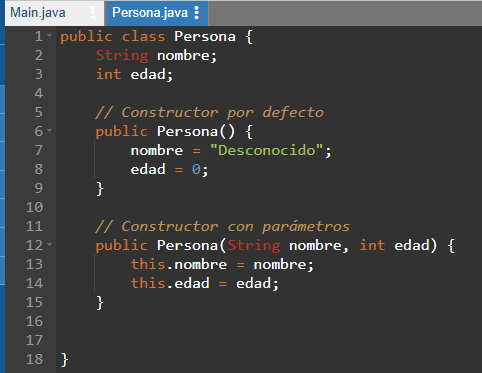 Main.java Persona.java
1 public class Persona {
2     String nombre;
3     int edad;
4
5     // Constructor por defecto
6     public Persona() {
7         nombre = "Desconocido";
8         edad = 0;
9     }
10
11     // Constructor con parámetros
12     public Persona(String nombre, int edad) {
13         this.nombre = nombre;
14         this.edad = edad;
15     }
16
17
18 }